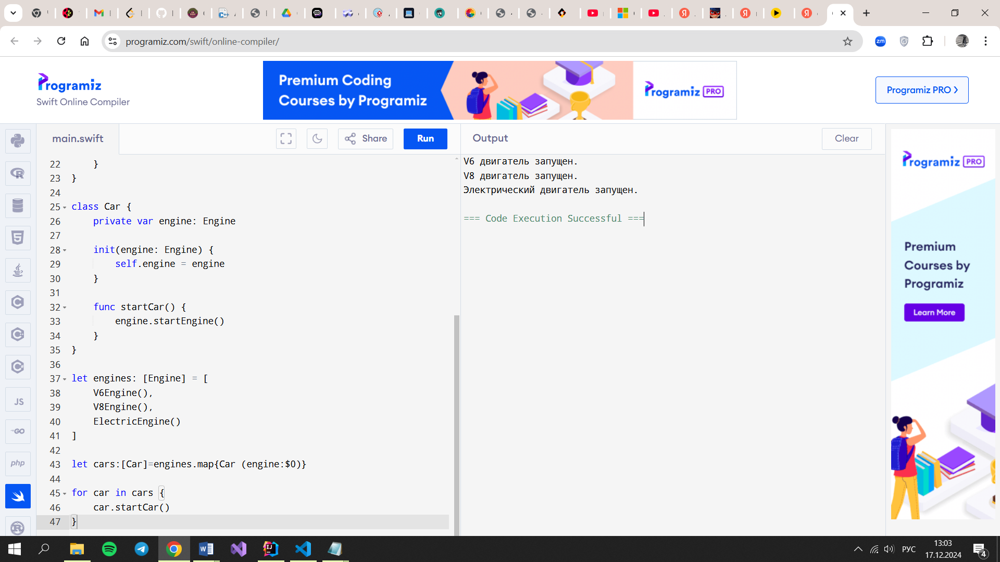 programiz.com/swift/online-compiler/
zm
Programiz
Swift Online Compiler
Premium Coding
Courses by Programiz
Programiz PRO
Programiz PRO ❯
main.swift
Share
Run
Output
Clear
22     }
23 }
24
25 class Car {
26     private var engine: Engine
27
28     init(engine: Engine) {
29         self.engine = engine
30     }
31
32     func startCar() {
33         engine.startEngine()
34     }
35 }
36
37 let engines: [Engine] = [
38     V6Engine(),
39     V8Engine(),
40     ElectricEngine()
41 ]
42
43 let cars:[Car]=engines.map{Car (engine:$0)}
44
45 for car in cars {
46     car.startCar()
47 }
V6 двигатель запущен.
V8 двигатель запущен.
Электрический двигатель запущен.
=== Code Execution Successful ===
Programiz PRO
Premium
Courses by
Programiz
Learn More
JS
GO
php
РУС
13:03
17.12.2024
4